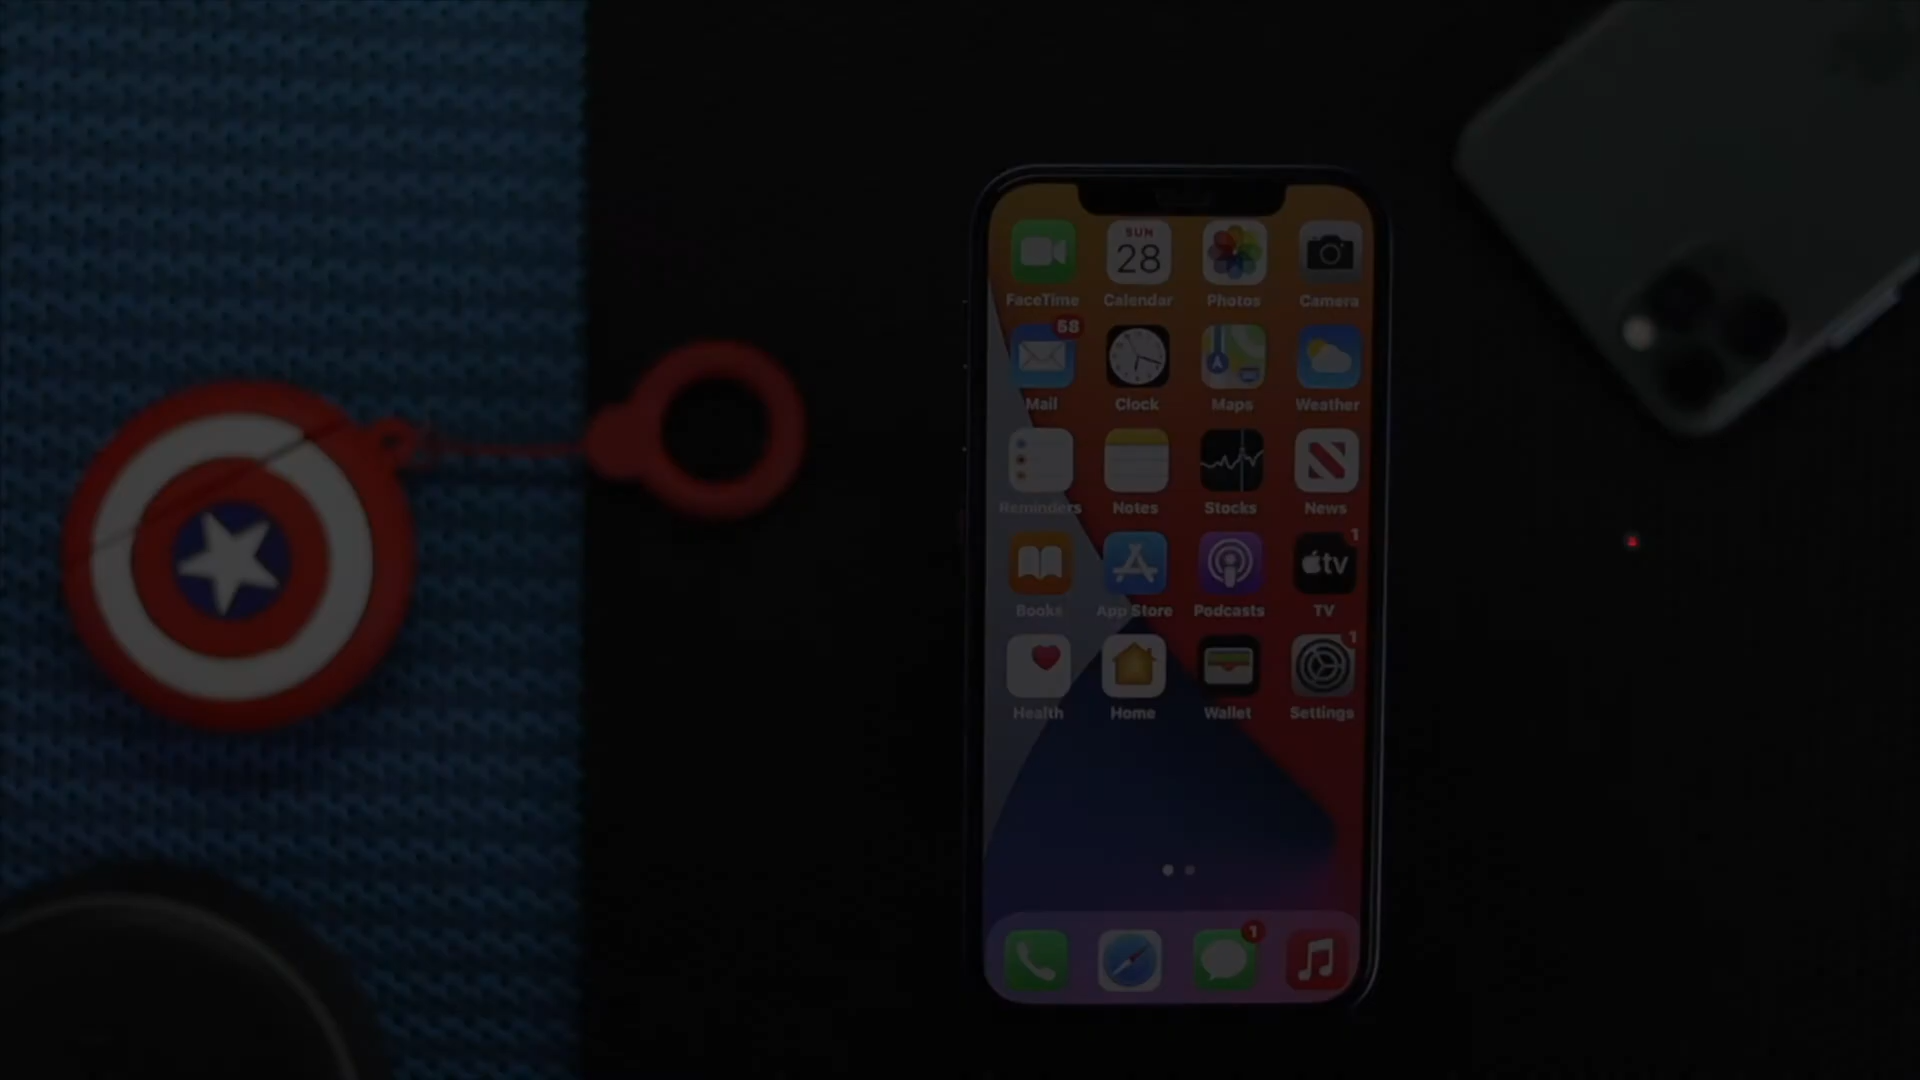 SUN
28
FaceTime Calendar Photos Camera
58
Mail Clock Maps Weather
Reminders Notes Stocks News
1
tv
Books App Store Podcasts TV
1
Health Home Wallet Settings
1